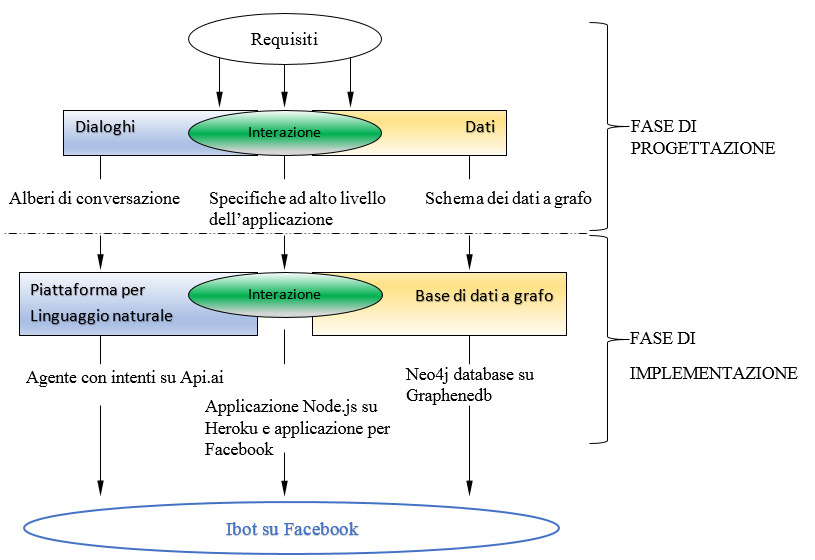 Requisiti
Dialoghi
Interazione
Dati
FASE DI
PROGETTAZIONE
Alberi di conversazione
Specifiche ad alto livello
dell’applicazione
Schema dei dati a grafo
Piattaforma per
Linguaggio naturale
Interazione
Base di dati a grafo
FASE DI
IMPLEMENTAZIONE
Agente con intenti su Api.ai
Applicazione Node.js su
Heroku e applicazione per
Facebook
Neo4j database su
Graphenedb
Ibot su Facebook